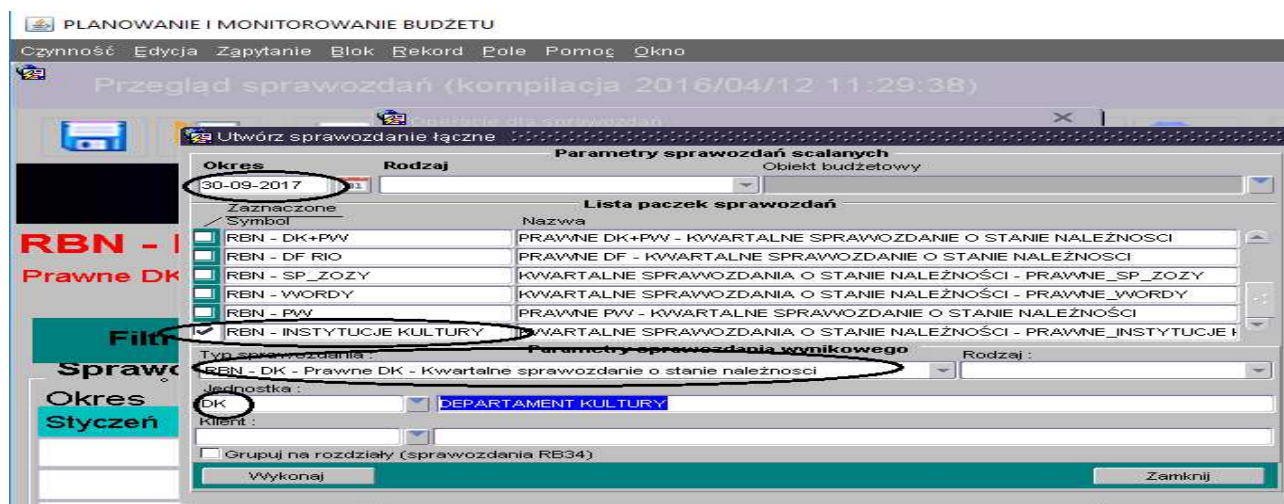 PLANOWANIE I MONITOROWANIE BUDŻETU
Czynność Edycja Zapytanie Blok Rekord Pole Pomoc Okno
Przegląd sprawozdań (kompilacja 2016/04/12 11:29:38)
Operacje dla sprawozdań
Utwórz sprawozdanie łączne
Parametry sprawozdań scalanych
Okres Rodzaj Obiekt budżetowy
30-09-2017
Zaznaczone Lista paczek sprawozdań
Symbol Nazwa
RBN - DK+PW PRAWNE DK+PW - KWARTALNE SPRAWOZDANIE O STANIE NALEŻNOSCI
RBN - DF RIO PRAWNE DF - KWARTALNE SPRAWOZDANIE O STANIE NALEŻNOSCI
RBN - SP_ZOZY KWARTALNE SPRAWOZDANIA O STANIE NALEŻNOŚCI - PRAWNE_SP_ZOZY
RBN - WORDY KWARTALNE SPRAWOZDANIA O STANIE NALEŻNOŚCI - PRAWNE_WORDY
RBN - PW PRAWNE PW - KWARTALNE SPRAWOZDANIE O STANIE NALEŻNOŚCI
RBN - INSTYTUCJE KULTURY KWARTALNE SPRAWOZDANIA O STANIE NALEŻNOŚCI - PRAWNE_INSTYTUCJE
Typ sprawozdania : Parametry sprawozdania wynikowego Rodzaj :
RBN - DK - Prawne DK - Kwartalne sprawozdanie o stanie należnosci
Jednostka :
DK DEPARTAMENT KULTURY
Klient :
Grupuj na rozdziały (sprawozdania RB34)
Wykonaj Zamknij
RBN -
Prawne DK
Filtr
Sprawo
Okres
Styczeń